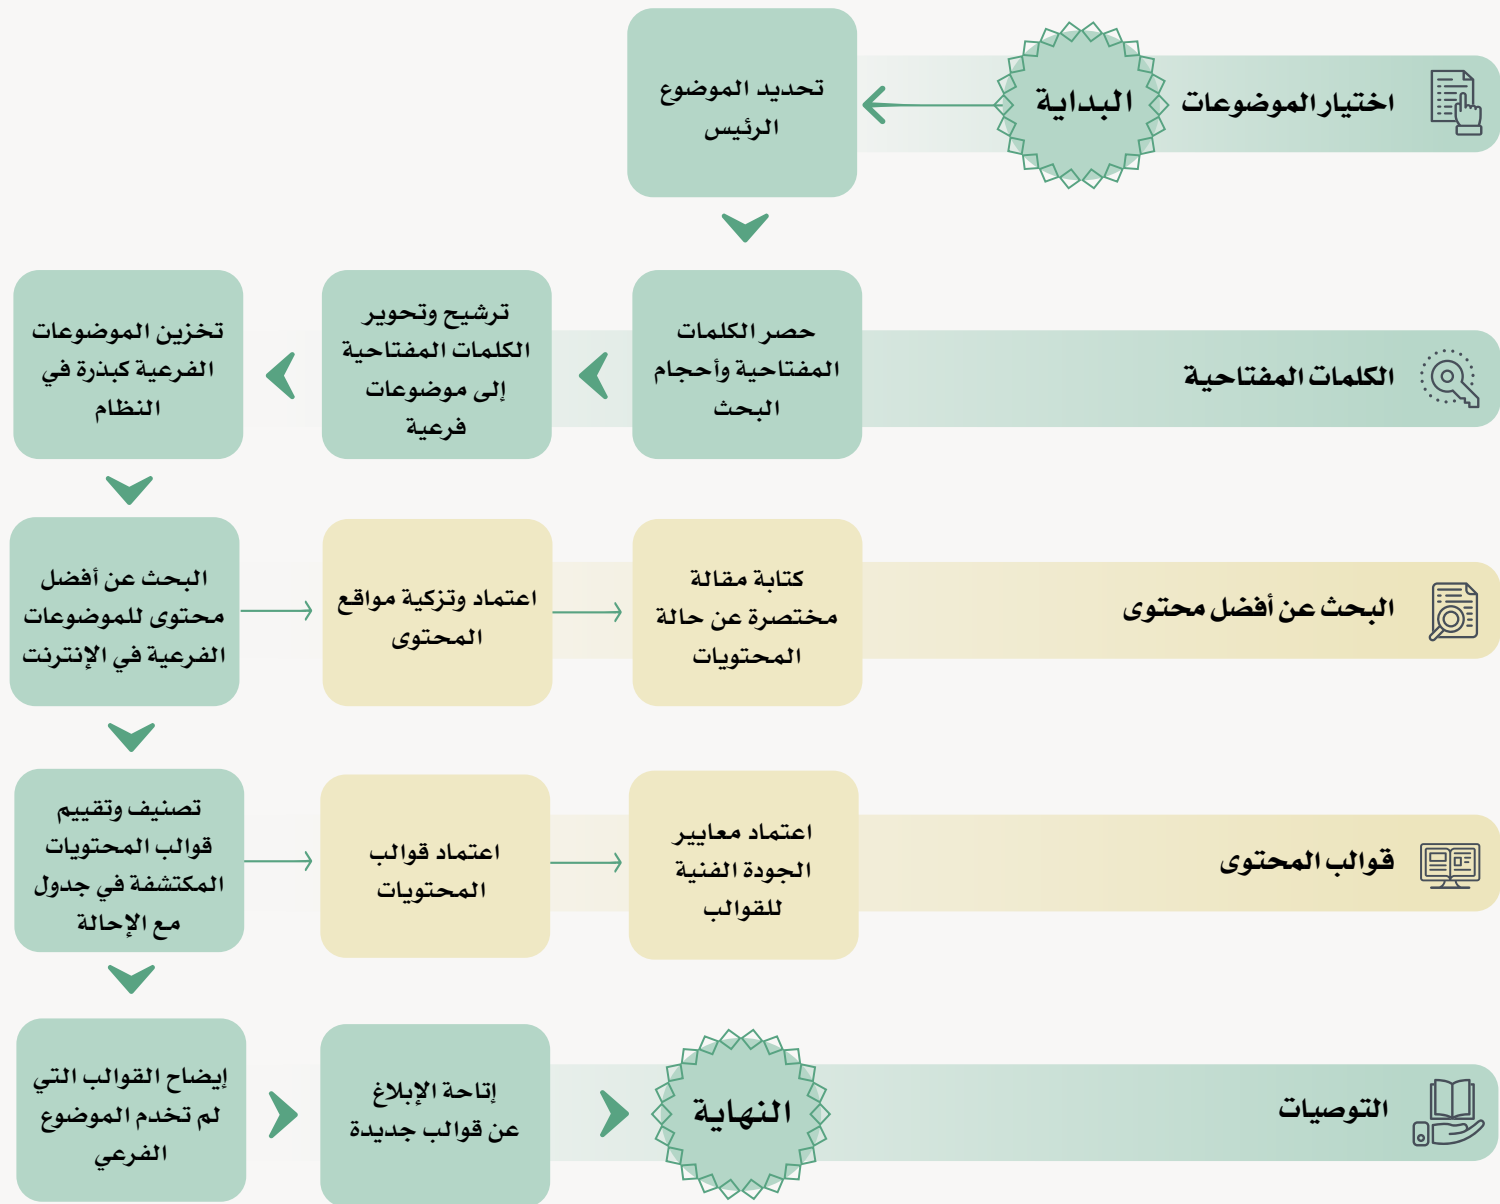 اختيار الموضوعات
البداية
تحديد الموضوع
الرئيس
الكلمات المفتاحية
حصر الكلمات
المفتاحية وأحجام
البحث
ترشيح وتحوير
الكلمات المفتاحية
إلى موضوعات
فرعية
تخزين الموضوعات
الفرعية كبذرة في
النظام
البحث عن أفضل محتوى
البحث عن أفضل
محتوى للموضوعات
الفرعية في الإنترنت
اعتماد وتزكية مواقع
المحتوى
كتابة مقالة
مختصرة عن حالة
المحتويات
قوالب المحتوى
تصنيف وتقييم
قوالب المحتويات
المكتشفة في جدول
مع الإحالة
اعتماد قوالب
المحتويات
اعتماد معايير
الجودة الفنية
للقوالب
التوصيات
إيضاح القوالب التي
لم تخدم الموضوع
الفرعي
إتاحة الإبلاغ
عن قوالب جديدة
النهاية